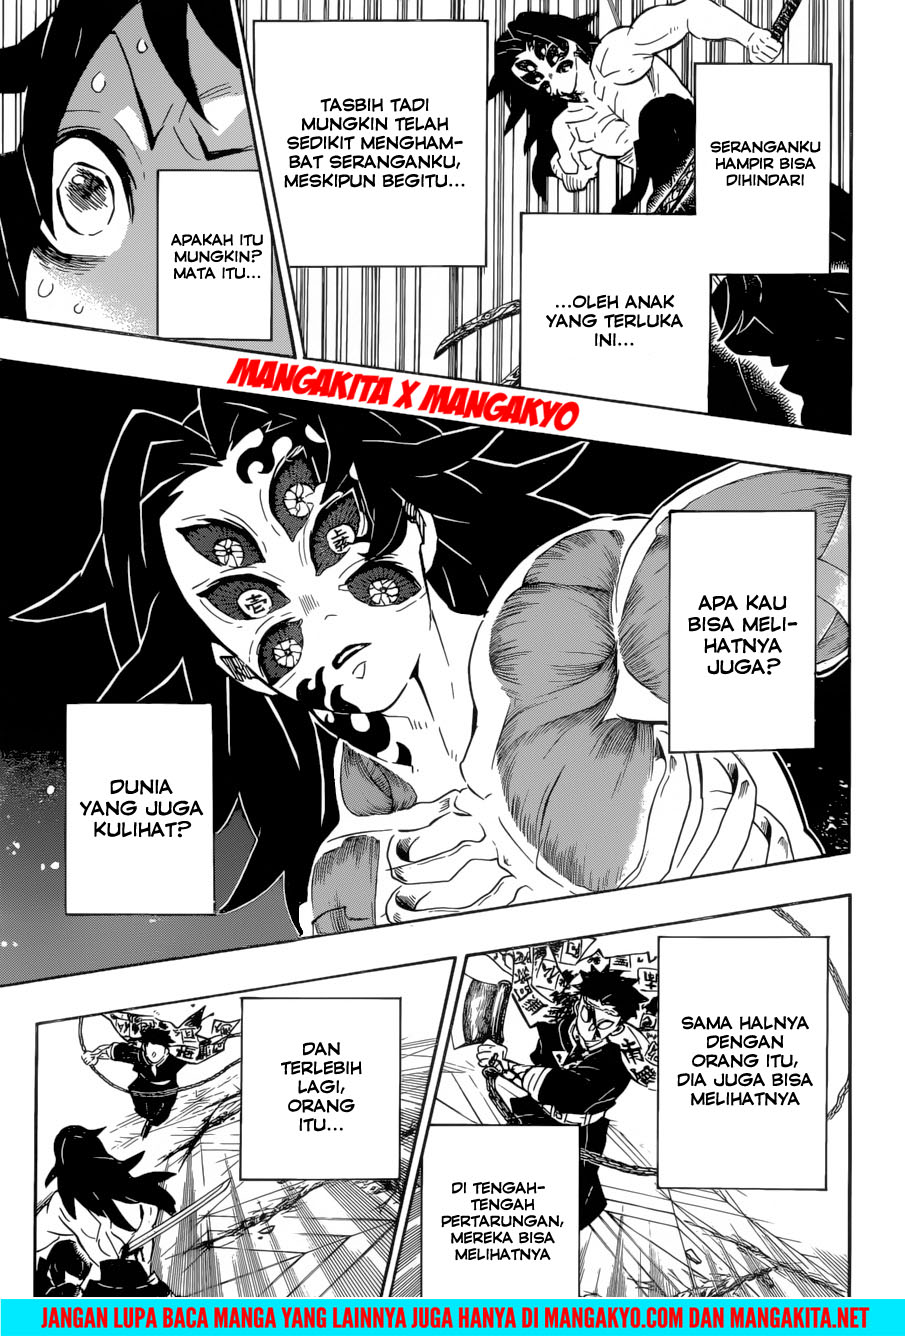 SERANGANKU
HAMPIR BISA
DIHINDARI
...OLEH ANAK
YANG TERLUKA
INI...
TASBIH TADI
MUNGKIN TELAH
SEDIKIT MENGHAM-
BAT SERANGANKU,
MESKIPUN BEGITU...
APAKAH ITU
MUNGKIN?
MATA ITU...
MANGAKITA X MANGAKYO
APA KAU
BISA MELI-
HATNYA
JUGA?
壱
DUNIA
YANG JUGA
KULIHAT?
SAMA HALNYA
DENGAN
ORANG ITU,
DIA JUGA BISA
MELIHATNYA
DI TENGAH-
TENGAH
PERTARUNGAN,
MEREKA BISA
MELIHATNYA
DAN
TERLEBIH
LAGI,
ORANG
ITU...
JANGAN LUPA BACA MANGA YANG LAINNYA JUGA HANYA DI MANGAKYO.COM DAN MANGAKITA.NET